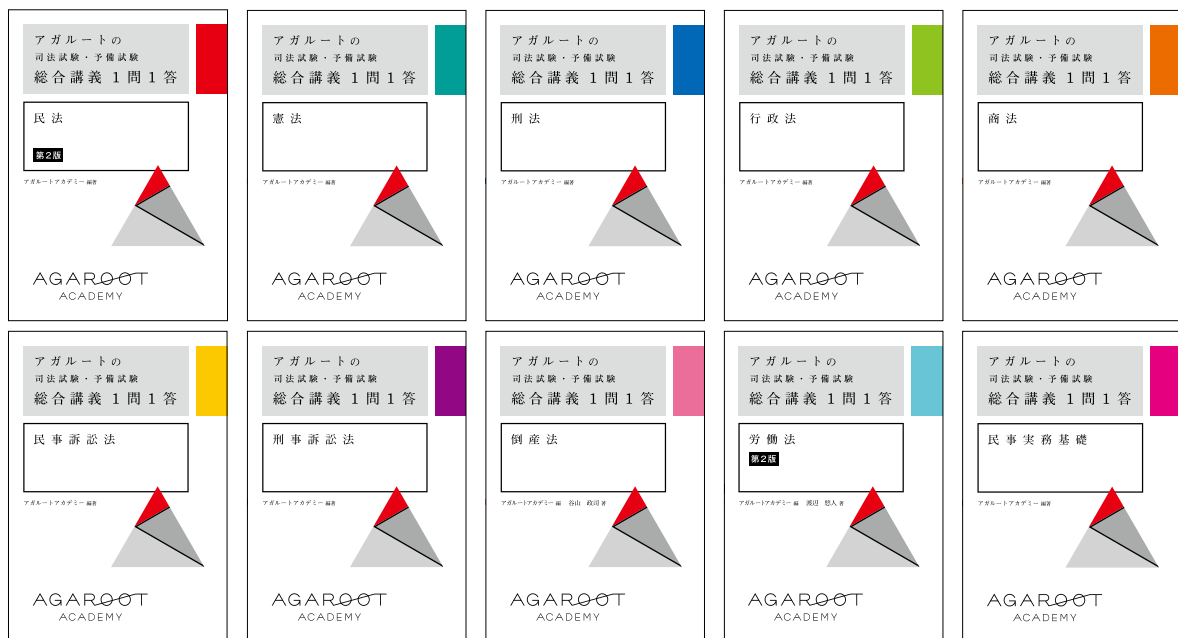 アガルートの
司法試験・予備試験
総合講義 1 問 1 答
民法
第2版
アガルートアカデミー 編著
AGAROOT
ACADEMY
アガルートの
司法試験・予備試験
総合講義 1 問 1 答
憲法
アガルートアカデミー 編著
AGAROOT
ACADEMY
アガルートの
司法試験・予備試験
総合講義 1 問 1 答
刑法
アガルートアカデミー 編著
AGAROOT
ACADEMY
アガルートの
司法試験・予備試験
総合講義 1 問 1 答
行政法
アガルートアカデミー 編著
AGAROOT
ACADEMY
アガルートの
司法試験・予備試験
総合講義 1 問 1 答
商法
アガルートアカデミー 編著
AGAROOT
ACADEMY
アガルートの
司法試験・予備試験
総合講義 1 問 1 答
民事訴訟法
アガルートアカデミー 編著
AGAROOT
ACADEMY
アガルートの
司法試験・予備試験
総合講義 1 問 1 答
刑事訴訟法
アガルートアカデミー 編著
AGAROOT
ACADEMY
アガルートの
司法試験・予備試験
総合講義 1 問 1 答
倒産法
アガルートアカデミー 編 谷山 政司 著
AGAROOT
ACADEMY
アガルートの
司法試験・予備試験
総合講義 1 問 1 答
労働法
第2版
アガルートアカデミー 編 渡辺 悠人 著
AGAROOT
ACADEMY
アガルートの
司法試験・予備試験
総合講義 1 問 1 答
民事実務基礎
アガルートアカデミー 編著
AGAROOT
ACADEMY